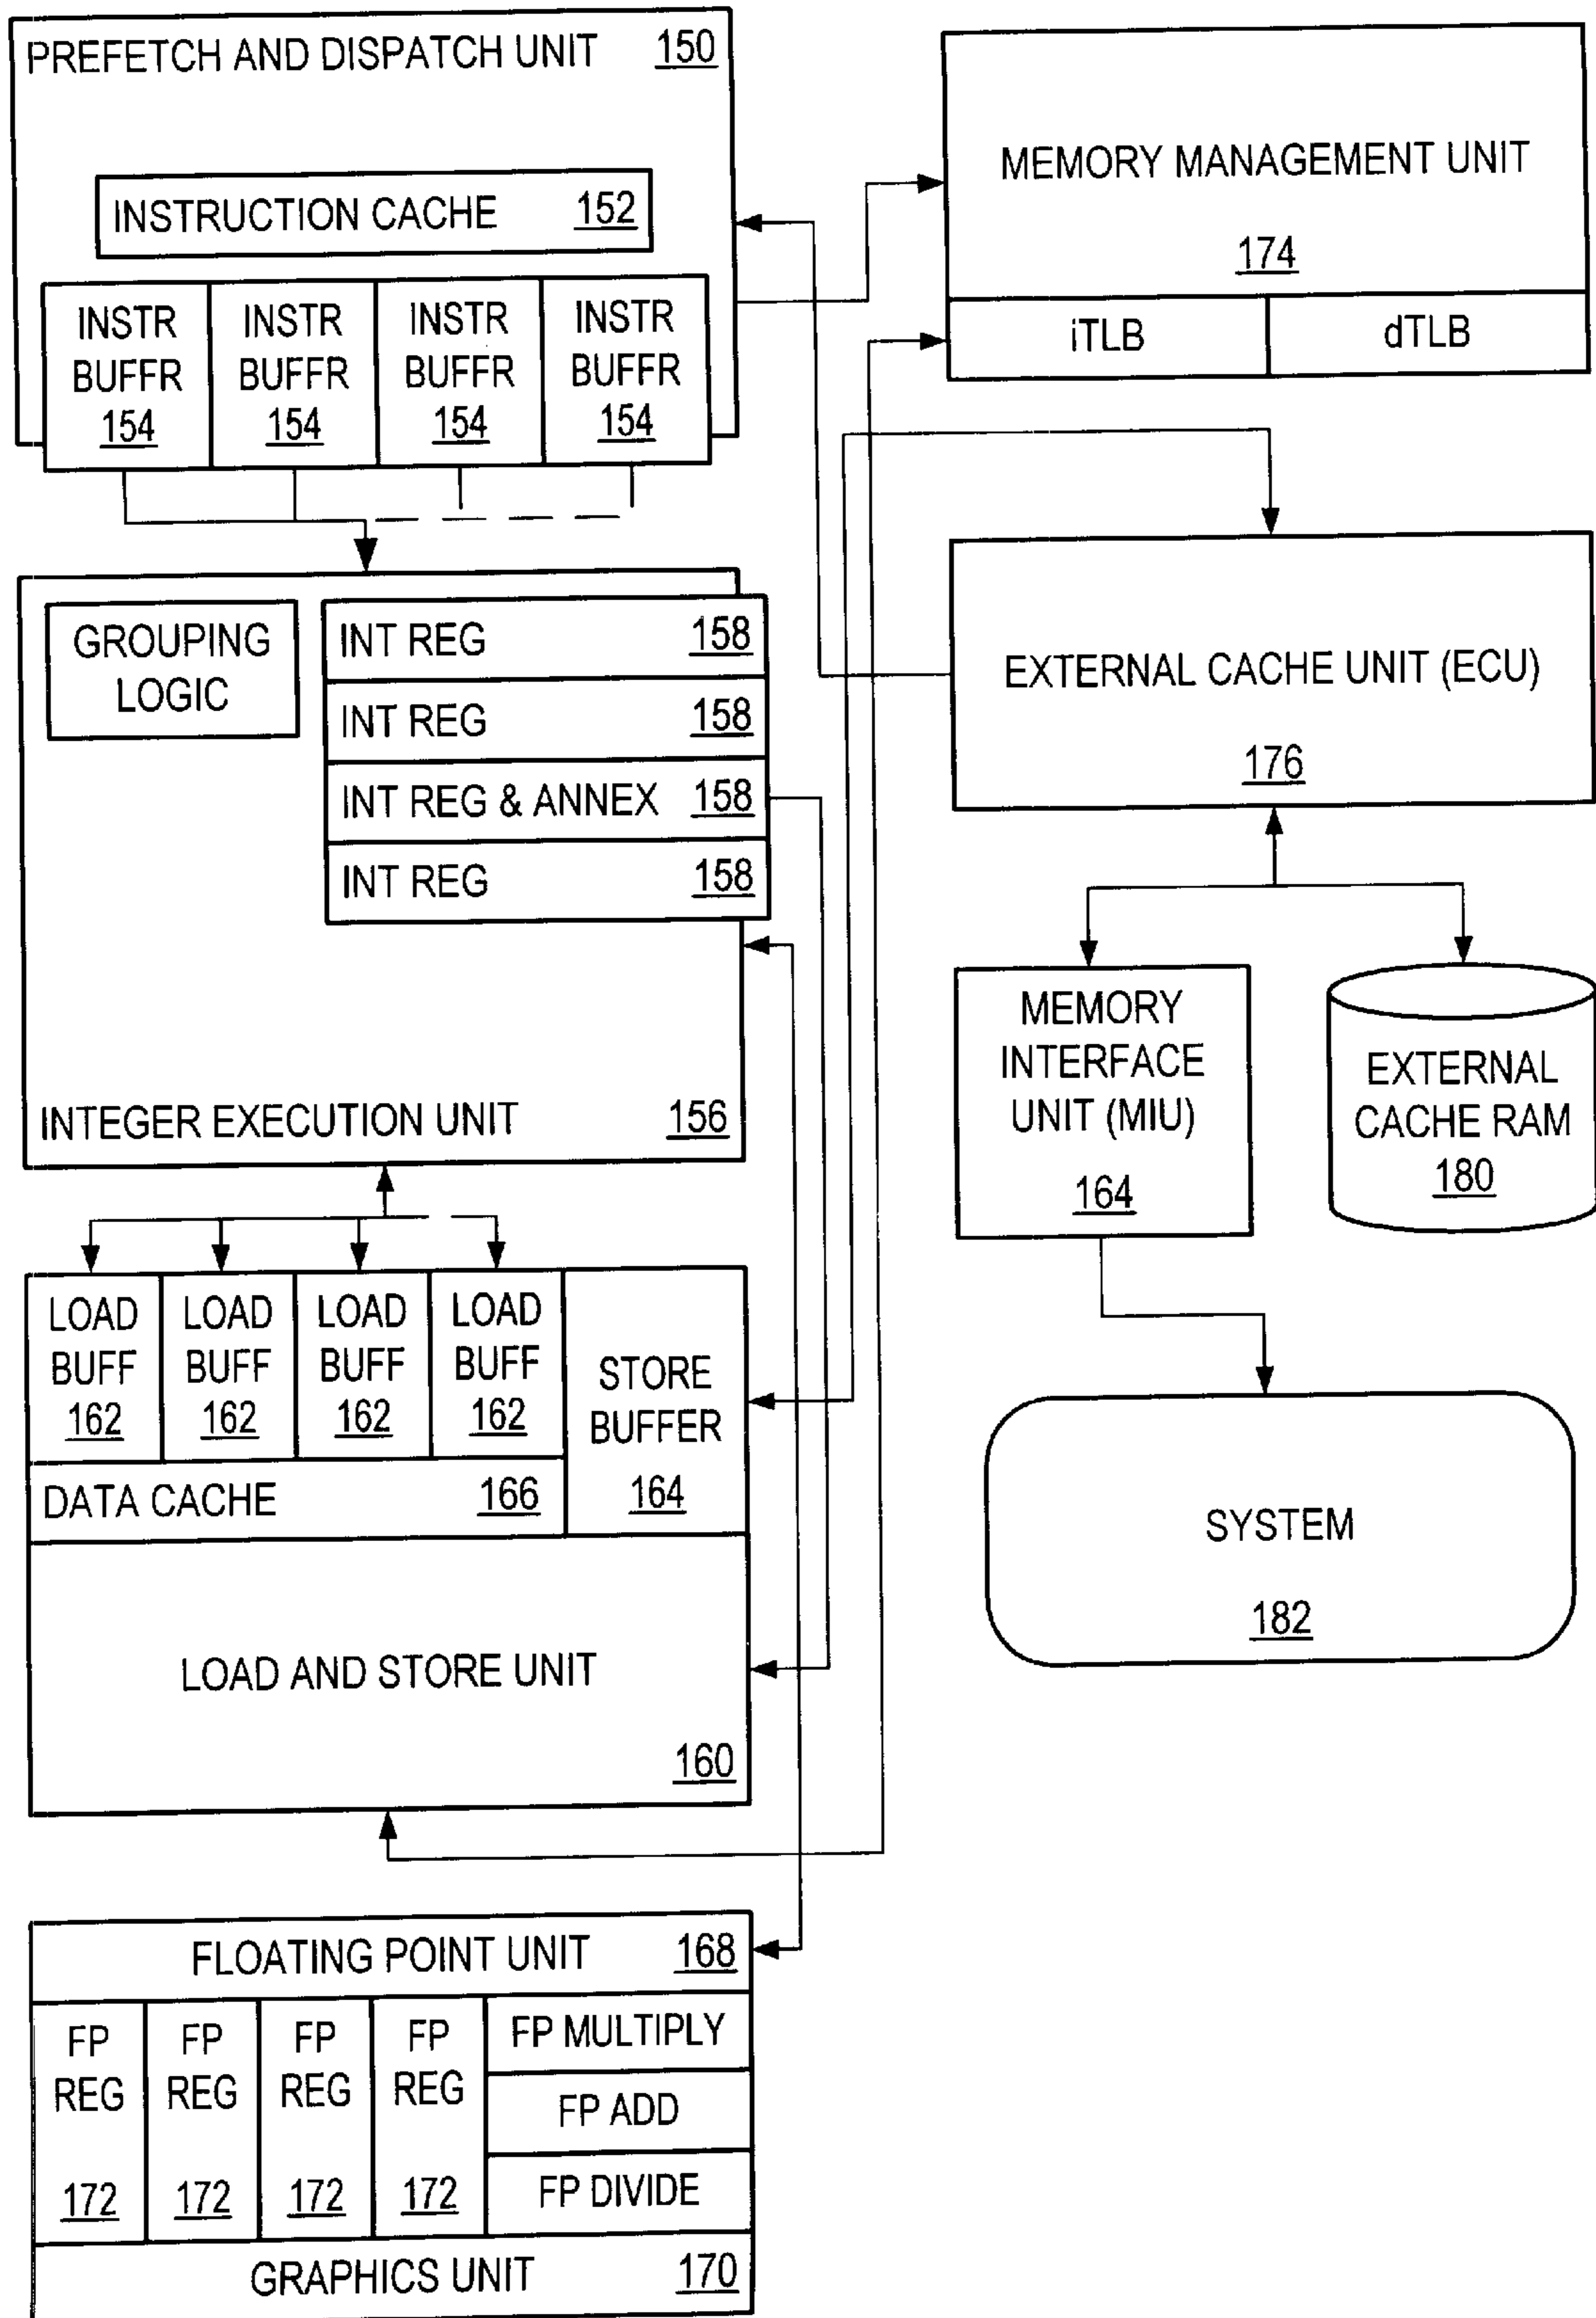 PREFETCH AND DISPATCH UNIT 150
INSTRUCTION CACHE 152
INSTR BUFFR 154
INSTR BUFFR 154
INSTR BUFFR 154
INSTR BUFFR 154
GROUPING
LOGIC
INT REG 158
INT REG 158
INT REG & ANNEX 158
INT REG 158
INTEGER EXECUTION UNIT 156
LOAD BUFF 162
LOAD BUFF 162
LOAD BUFF 162
LOAD BUFF 162
STORE
BUFFER
164
DATA CACHE 166
LOAD AND STORE UNIT
160
FLOATING POINT UNIT 168
FP REG 172
FP REG 172
FP REG 172
FP REG 172
FP MULTIPLY
FP ADD
FP DIVIDE
GRAPHICS UNIT 170
MEMORY MANAGEMENT UNIT
174
iTLB
dTLB
EXTERNAL CACHE UNIT (ECU)
176
MEMORY
INTERFACE
UNIT (MIU)
164
EXTERNAL
CACHE RAM
180
SYSTEM
182